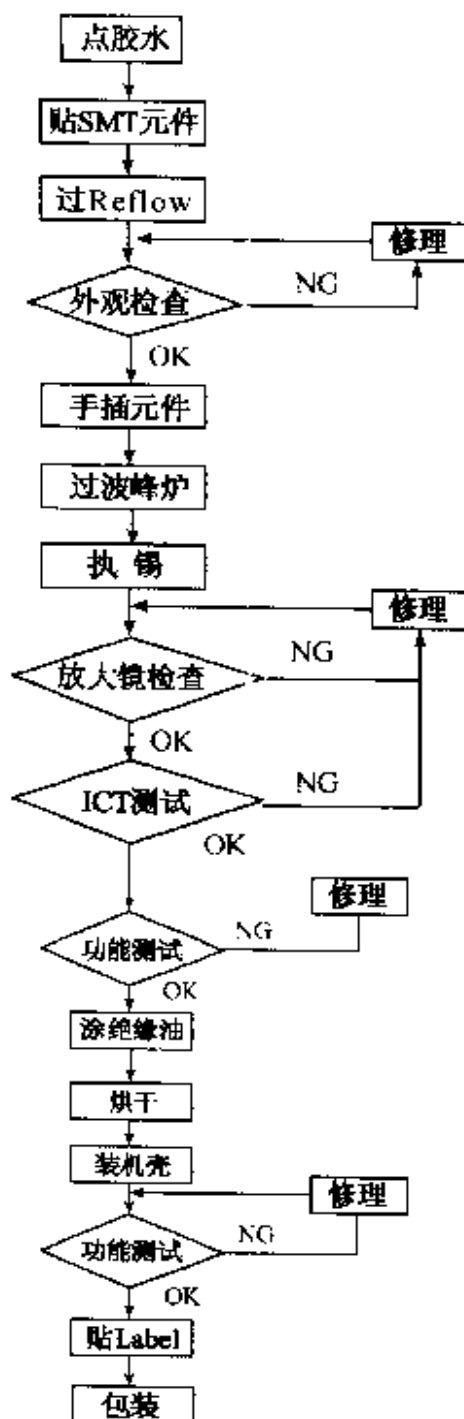 点胶水
贴SMT元件
过Reflow
修理
外观检查
NG
OK
手插元件
过波峰炉
执锡
修理
放大镜检查
NG
OK
ICT测试
NG
OK
修理
功能测试
NG
OK
涂绝缘油
烘干
装机壳
修理
功能测试
NG
OK
贴Label
包装